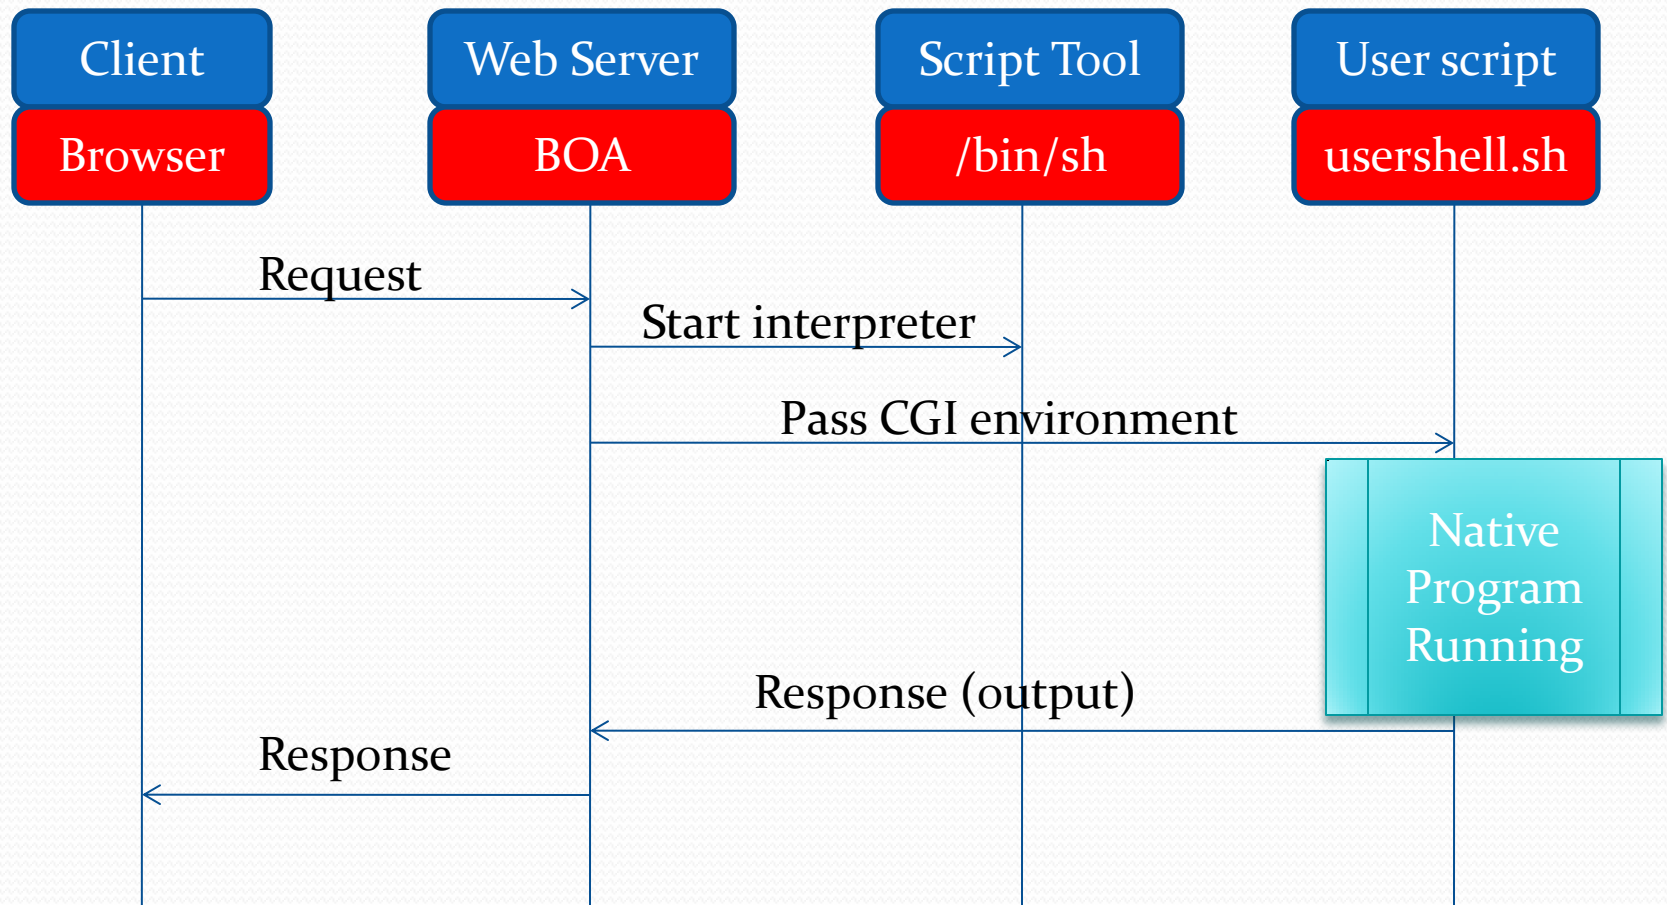 Client
Web Server
Script Tool
User script
Browser
BOA
/bin/sh
usershell.sh
Request
Start interpreter
Pass CGI environment
Native
Program
Running
Response (output)
Response